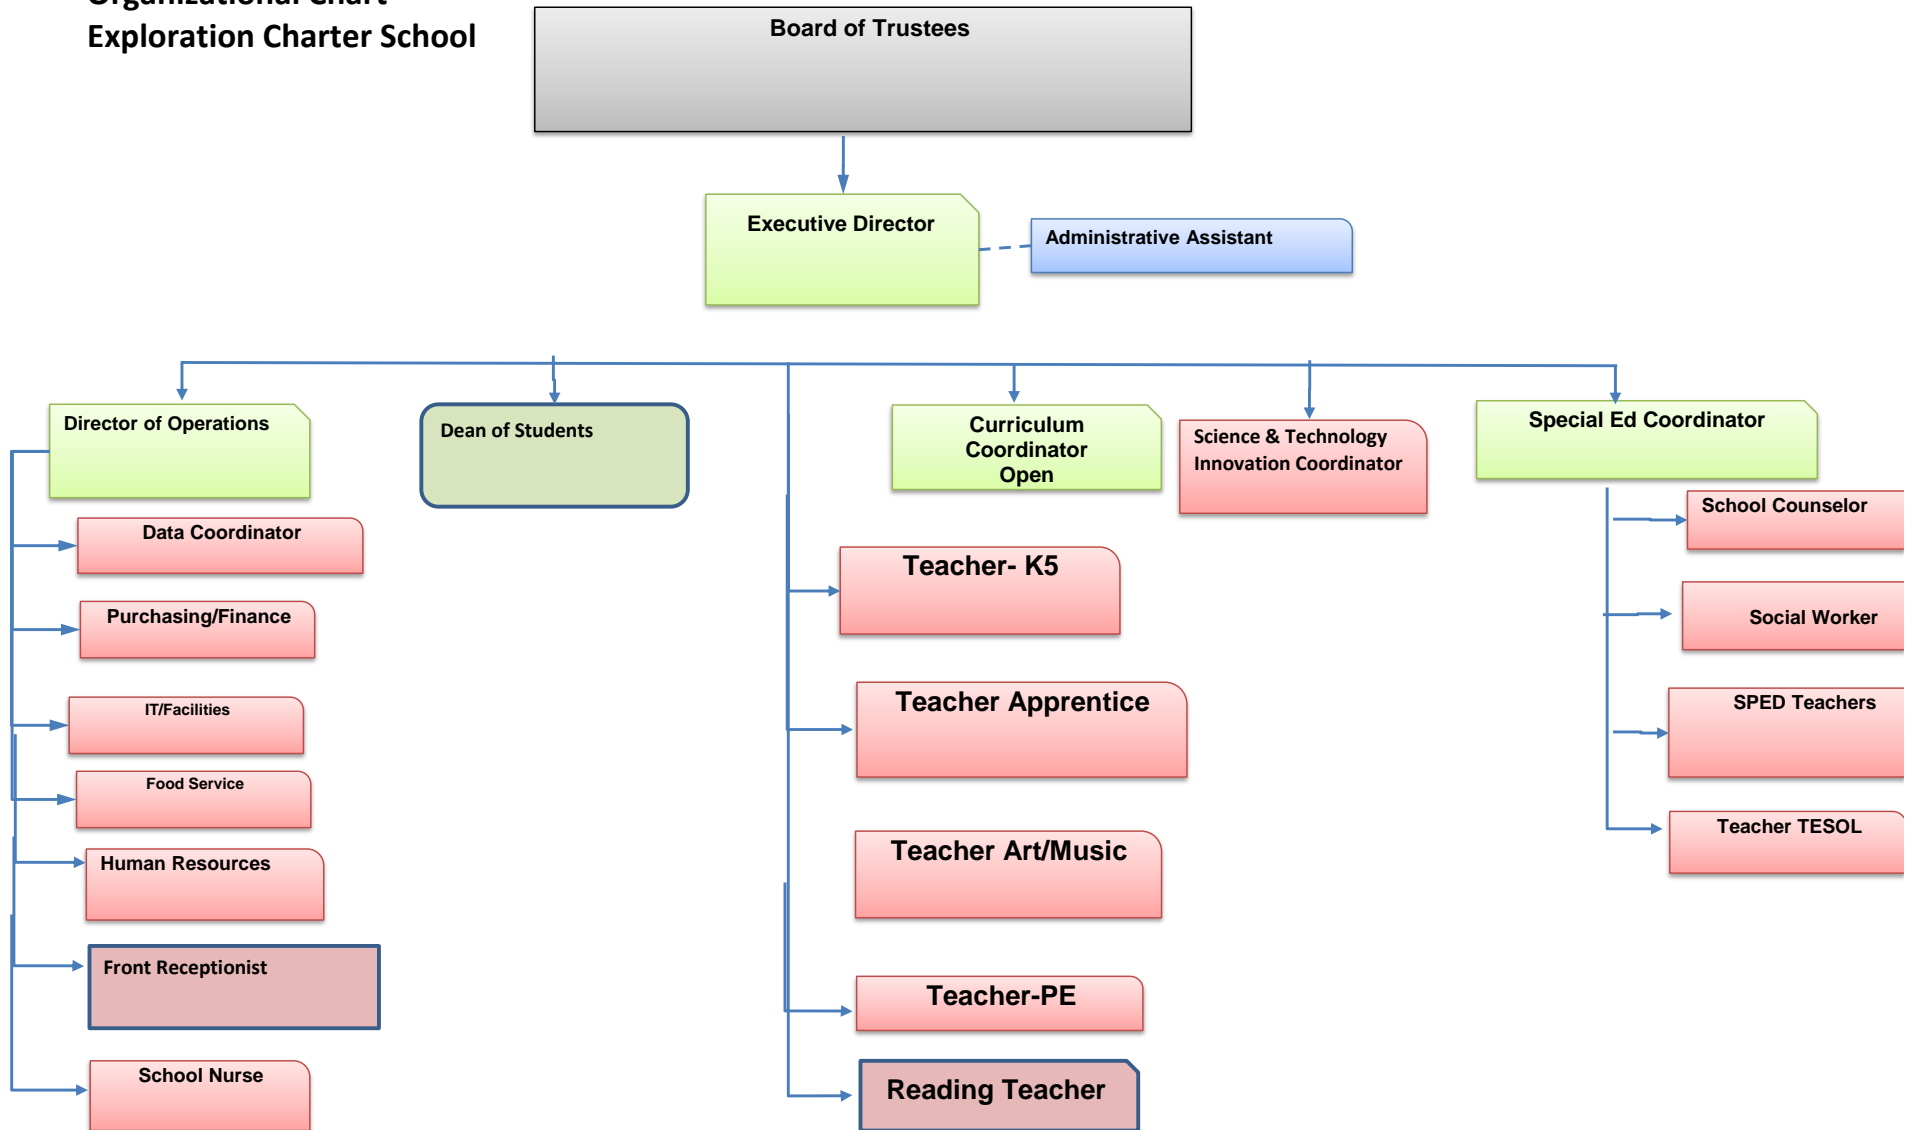 Organizational Chart
Exploration Charter School
Board of Trustees
Executive Director
Administrative Assistant
Director of Operations
Dean of Students
Curriculum
Coordinator
Open
Science & Technology
Innovation Coordinator
Special Ed Coordinator
Data Coordinator
Purchasing/Finance
IT/Facilities
Food Service
Human Resources
Front Receptionist
School Nurse
Teacher- K5
Teacher Apprentice
Teacher Art/Music
Teacher-PE
Reading Teacher
School Counselor
Social Worker
SPED Teachers
Teacher TESOL